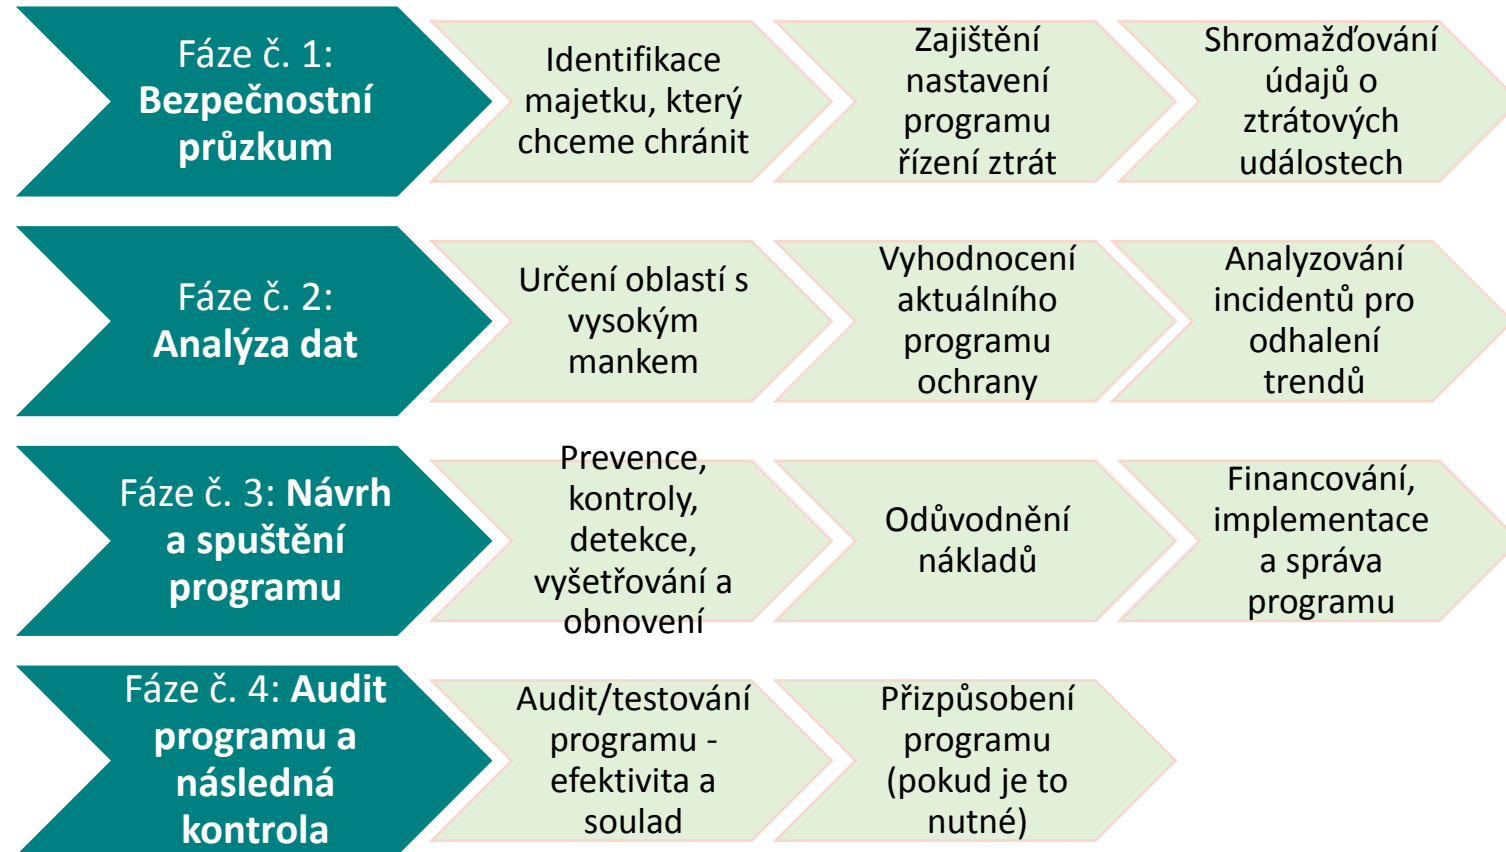 Fáze č. 1:
Bezpečnostní
průzkum
Identifikace
majetku, který
chceme chránit
Zajištění
nastavení
programu
řízení ztrát
Shromažďování
údajů o
ztrátových
událostech
Fáze č. 2:
Analýza dat
Určení oblastí s
vysokým
mankem
Vyhodnocení
aktuálního
programu
ochrany
Analyzování
incidentů pro
odhalení
trendů
Fáze č. 3: Návrh
a spuštění
programu
Prevence,
kontroly,
detekce,
vyšetřování a
obnovení
Odůvodnění
nákladů
Financování,
implementace
a správa
programu
Fáze č. 4: Audit
programu a
následná
kontrola
Audit/testování
programu -
efektivita a
soulad
Přizpůsobení
programu
(pokud je to
nutné)